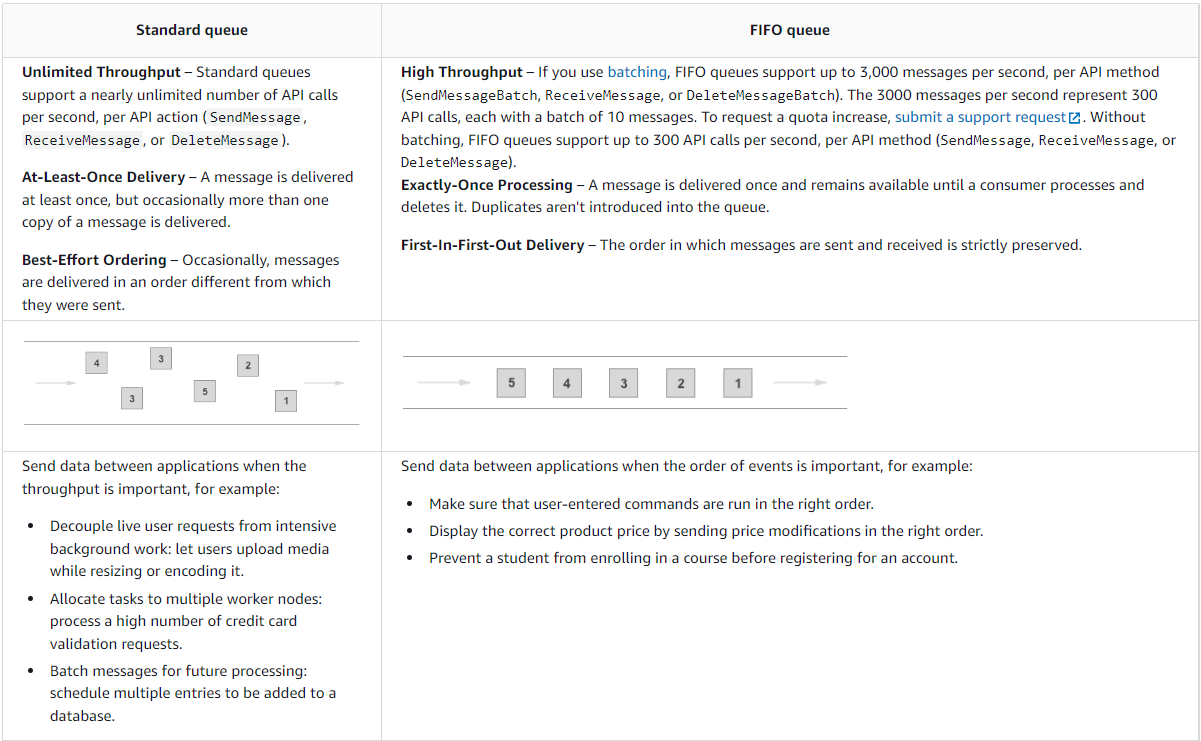 Standard queue
FIFO queue
Unlimited Throughput – Standard queues
support a nearly unlimited number of API calls
per second, per API action (SendMessage,
ReceiveMessage, or DeleteMessage).
At-Least-Once Delivery – A message is delivered
at least once, but occasionally more than one
copy of a message is delivered.
Best-Effort Ordering – Occasionally, messages
are delivered in an order different from which
they were sent.
High Throughput – If you use batching, FIFO queues support up to 3,000 messages per second, per API method
(SendMessageBatch, ReceiveMessage, or DeleteMessageBatch). The 3000 messages per second represent 300
API calls, each with a batch of 10 messages. To request a quota increase, submit a support request. Without
batching, FIFO queues support up to 300 API calls per second, per API method (SendMessage, ReceiveMessage, or
DeleteMessage).
Exactly-Once Processing – A message is delivered once and remains available until a consumer processes and
deletes it. Duplicates aren't introduced into the queue.
First-In-First-Out Delivery – The order in which messages are sent and received is strictly preserved.
4 3 2
3 5 1
5 4 3 2 1
Send data between applications when the
throughput is important, for example:
• Decouple live user requests from intensive
background work: let users upload media
while resizing or encoding it.
• Allocate tasks to multiple worker nodes:
process a high number of credit card
validation requests.
• Batch messages for future processing:
schedule multiple entries to be added to a
database.
Send data between applications when the order of events is important, for example:
• Make sure that user-entered commands are run in the right order.
• Display the correct product price by sending price modifications in the right order.
• Prevent a student from enrolling in a course before registering for an account.